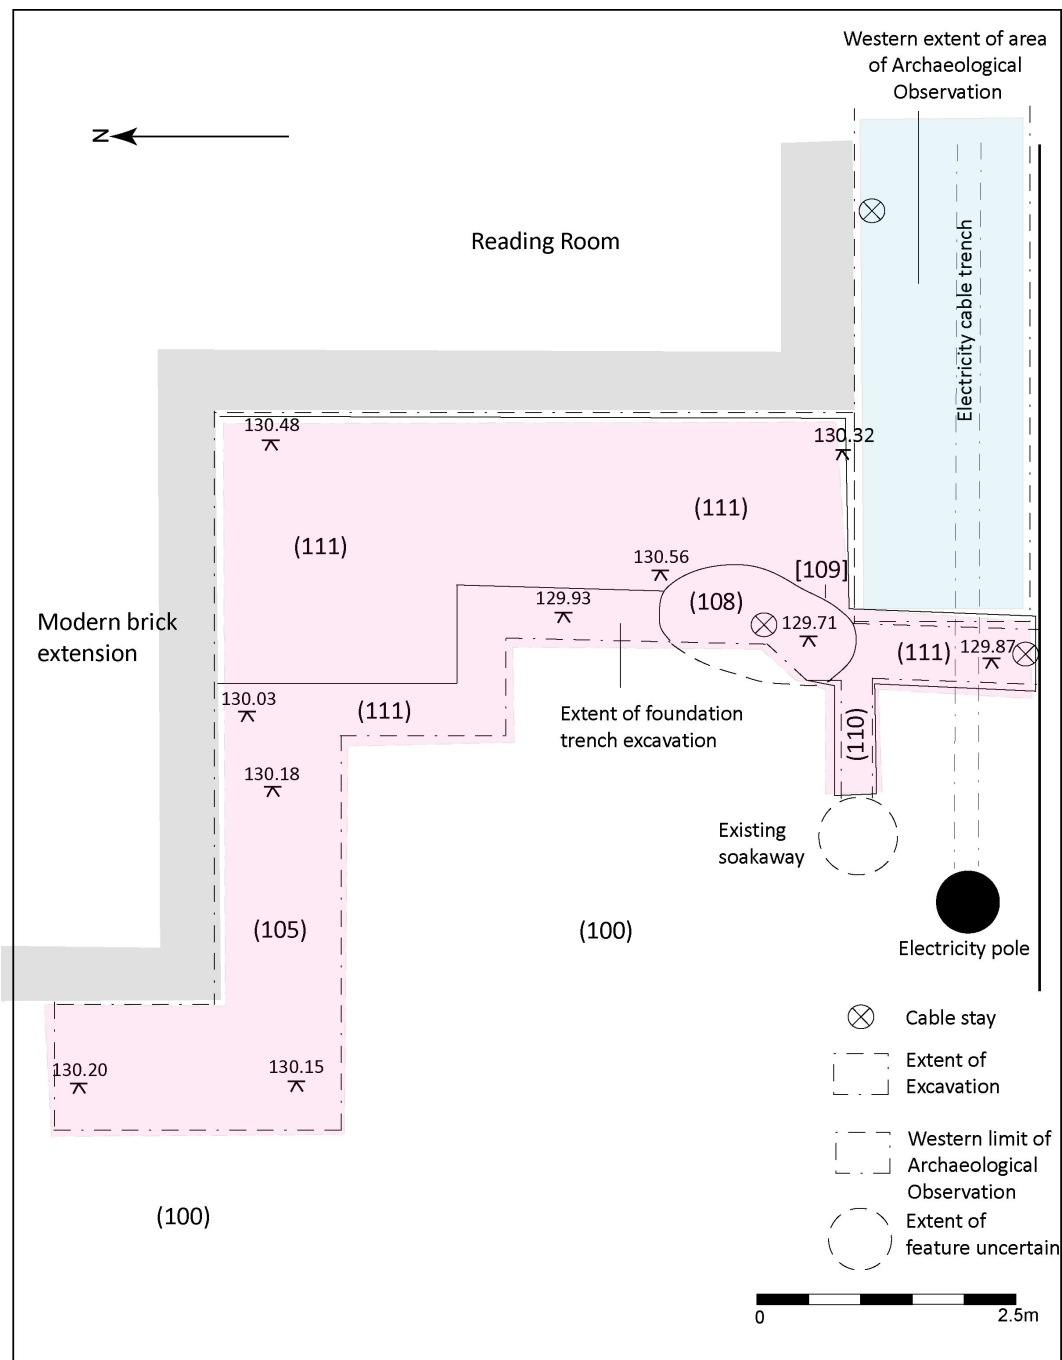 Western extent of area
of Archaeological
Observation
N
Reading Room
Electricity cable trench
130.48
130.32
(111)
(111)
130.56
[109]
129.93
(108)
129.71
Modern brick
extension
(111)
129.87
130.03
(111)
Extent of foundation
trench excavation
(110)
130.18
Existing
soakaway
(105)
(100)
Electricity pole
Cable stay
130.20
130.15
Extent of
Excavation
Western limit of
Archaeological
Observation
(100)
Extent of
feature uncertain
0
2.5m